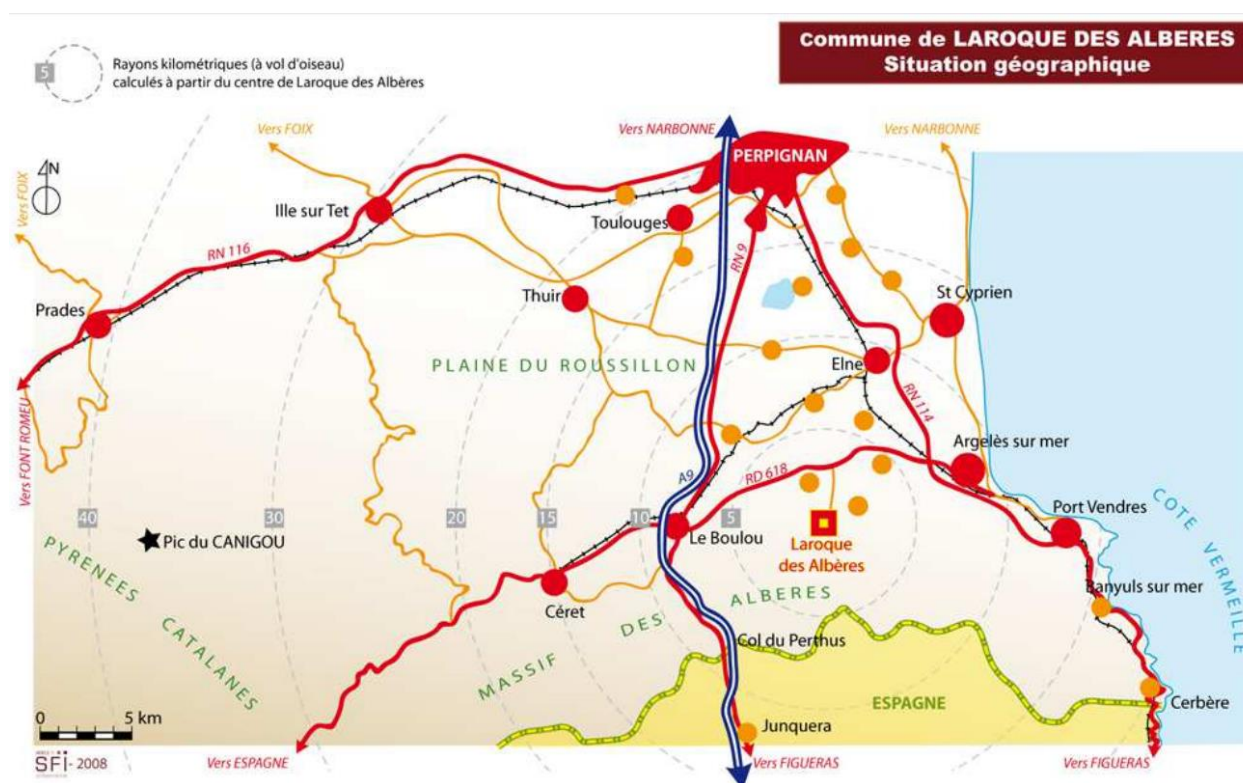 Commune de LAROQUE DES ALBERES
Situation géographique
5
Rayons kilométriques (à vol d'oiseau)
calculés à partir du centre de Laroque des Albères
Vers FOIX
Vers NARBONNE
Vers NARBONNE
PERPIGNAN
N
Vers FOIX
Ille sur Tet
Toulouges
RN 116
RN 9
Thuir
St Cyprien
Prades
PLAINE DU ROUSSILLON
Elne
RN 114
Vers FONT ROMEU
Argelès sur mer
A9
RD 618
COTE VERMEILLE
40
30
20
15
10
5
Port Vendres
Pic du CANIGOU
Le Boulou
Laroque
des Albères
PYRENEES CATALANES
Banyuls sur mer
Céret
MASSIF DES ALBERES
Col du Perthus
ESPAGNE
Cerbère
0 5 km
Junquera
SFI - 2008
Vers ESPAGNE
Vers FIGUERAS
Vers FIGUERAS